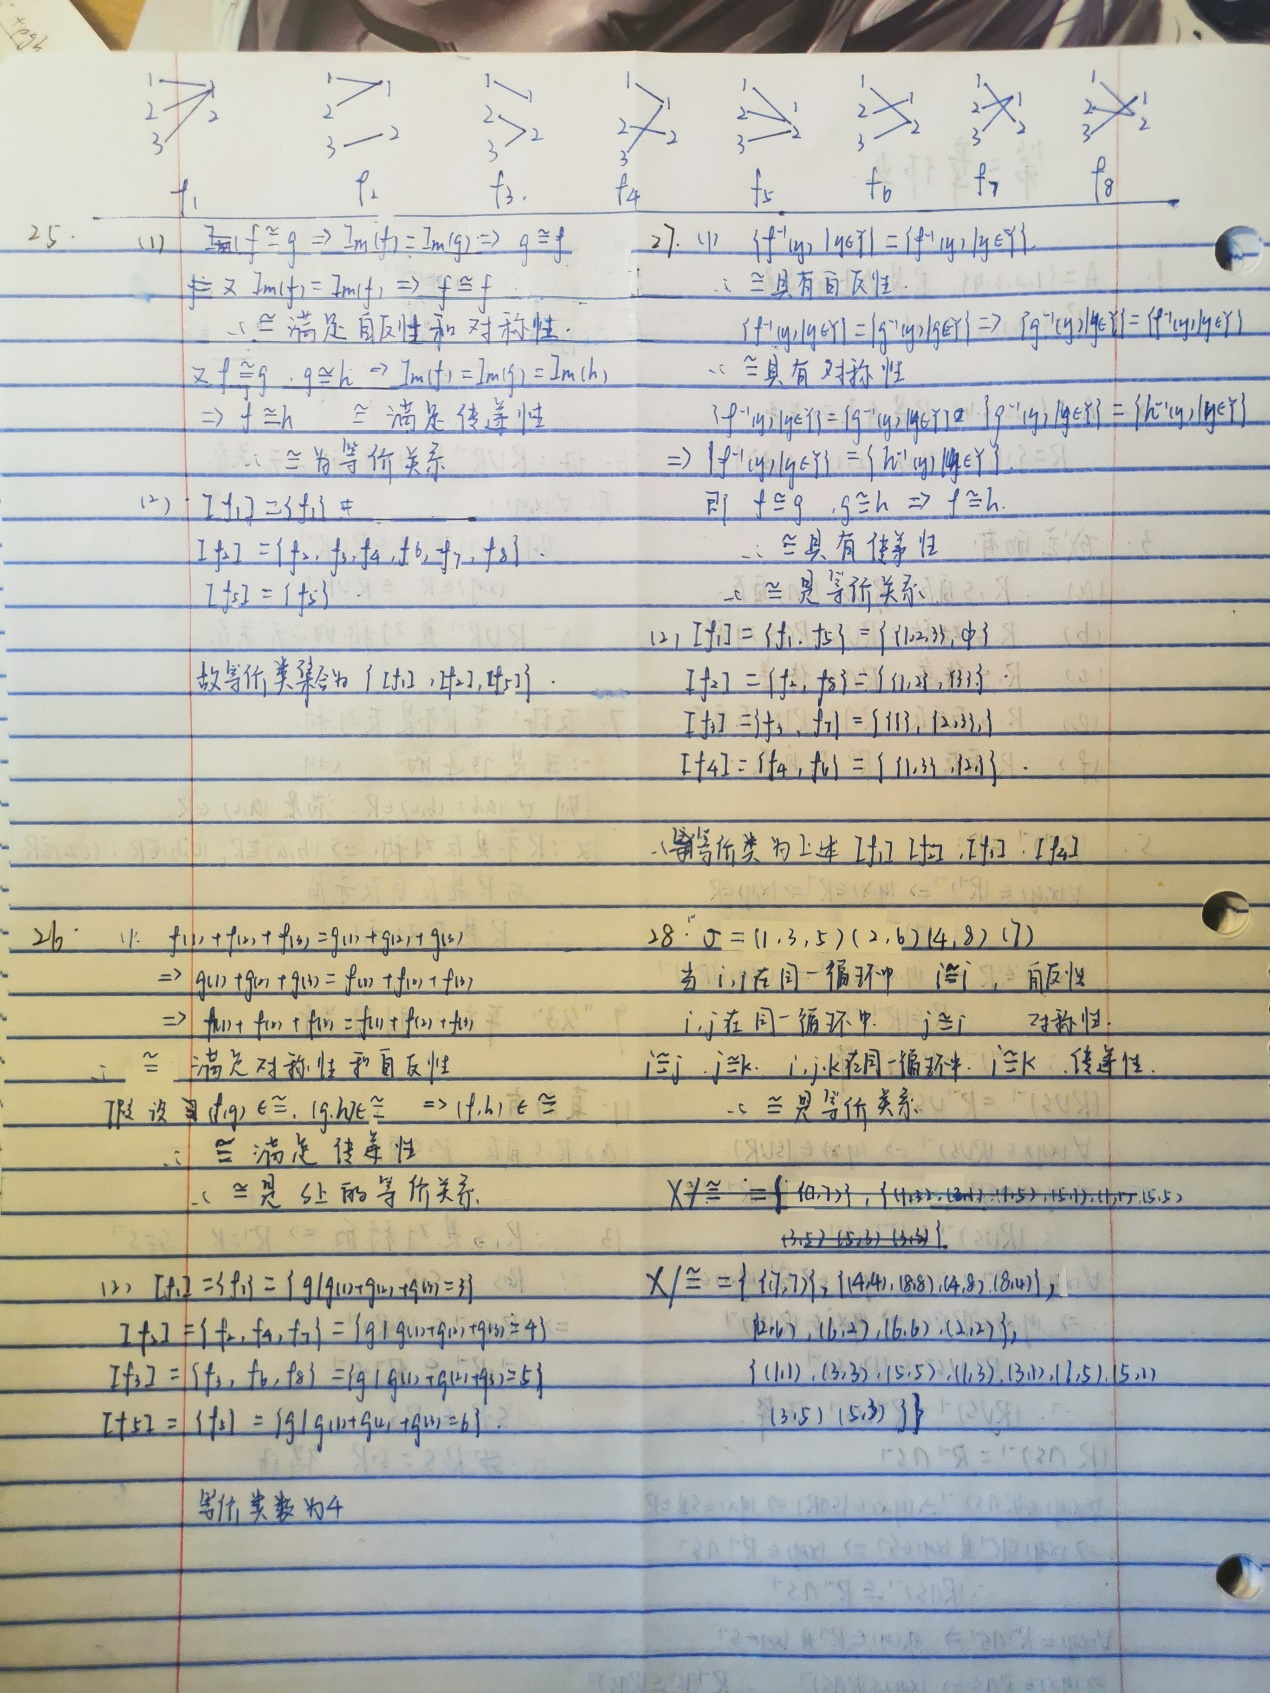 f₁ f₂ f₃. f₄ f₅ f₆ f₇ f₈
25. (1) f≅g ⇒ Im(f)=Im(g) ⇒ g≅f
又 Im(f)=Im(f) ⇒ f≅f
∴ ≅ 满足自反性和对称性.
又 f≅g . g≅h ⇒ Im(f)=Im(g)=Im(h)
⇒ f≅h ≅ 满足传递性
∴ ≅为等价关系
(2) [f₁]={f₁}
[f₂]={f₂, f₃, f₄, f₆, f₇, f₈}.
[f₅]={f₅}.
故等价类集合为{[f₁],[f₂],[f₅]}.
26. (1) f(1)+f(2)+f(3)=g(1)+g(2)+g(3)
⇒ g(1)+g(2)+g(3)=f(1)+f(2)+f(3)
⇒ f(1)+f(2)+f(3)=f(1)+f(2)+f(3)
∴ ≅ 满足对称性和自反性
假设 (f,g)∈≅, (g,h)∈≅ ⇒(f,h)∈≅
∴ ≅ 满足传递性
∴ ≅是S上的等价关系.
(2) [f₁]={f₁}={g|g(1)+g(2)+g(3)=3}
[f₂]={f₂, f₄, f₇}={g|g(1)+g(2)+g(3)=4}
[f₃]={f₃, f₆, f₈}={g|g(1)+g(2)+g(3)=5}
[f₅]={f₅}={g|g(1)+g(2)+g(3)=6}.
等价类数为4
27. (1) {f⁻¹(y)|y∈Y}={f⁻¹(y)|y∈Y}.
∴ ≅具有自反性.
{f⁻¹(y)|y∈Y}={g⁻¹(y)|y∈Y}⇒{g⁻¹(y)|y∈Y}={f⁻¹(y)|y∈Y}
∴ ≅具有对称性
{f⁻¹(y)|y∈Y}={g⁻¹(y)|y∈Y} {g⁻¹(y)|y∈Y}={h⁻¹(y)|y∈Y}
⇒ {f⁻¹(y)|y∈Y}={h⁻¹(y)|y∈Y}.
即 f≅g , g≅h ⇒ f≅h.
∴ ≅具有传递性
∴ ≅是等价关系.
(2) [f₁]={f₁, f₅}={{1,2,3}, φ}
[f₂]={f₂, f₈}={{1,2},{3}}.
[f₃]={f₃, f₇}={{1},{2,3}}
[f₄]={f₄, f₆}={{1,3},{2}}.
∴等价类为上述 [f₁] [f₂], [f₃]. [f₄]
28. σ=(1,3,5)(2,6)(4,8)(7)
当 i,j在同一循环中 i≅i , 自反性
i,j在同一循环中. j≅i 对称性.
i≅j j≅k. i,j,k在同一循环中. i≅k . 传递性.
∴ ≅是等价关系.
X/≅={{(7,7)}, {(4,4),(8,8),(4,8),(8,4)},
(2,6),(6,2),(6,6),(2,2)},
{(1,1),(3,3),(5,5),(1,3),(3,1),(1,5),(5,1)
(3,5)(5,3)}}